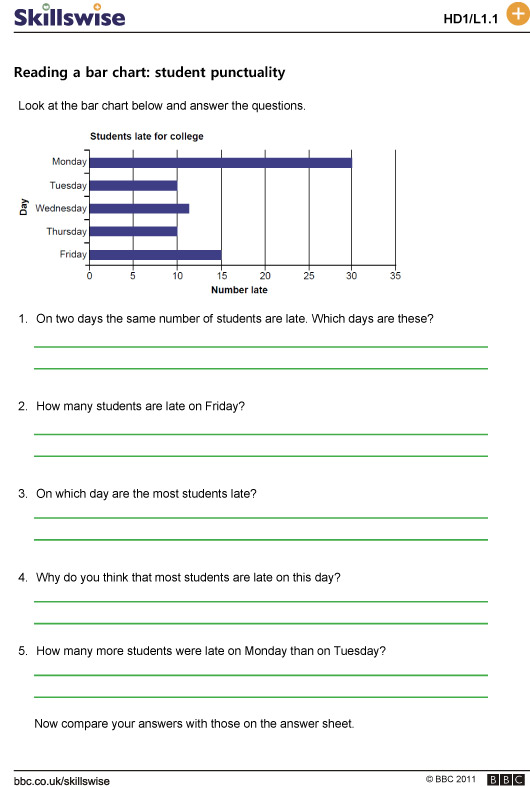 Skillswise
HD1/L1.1
Reading a bar chart: student punctuality
Look at the bar chart below and answer the questions.
Students late for college
Day
Monday
Tuesday
Wednesday
Thursday
Friday
0 5 10 15 20 25 30 35
Number late
1. On two days the same number of students are late. Which days are these?
2. How many students are late on Friday?
3. On which day are the most students late?
4. Why do you think that most students are late on this day?
5. How many more students were late on Monday than on Tuesday?
Now compare your answers with those on the answer sheet.
bbc.co.uk/skillswise
© BBC 2011 BBC